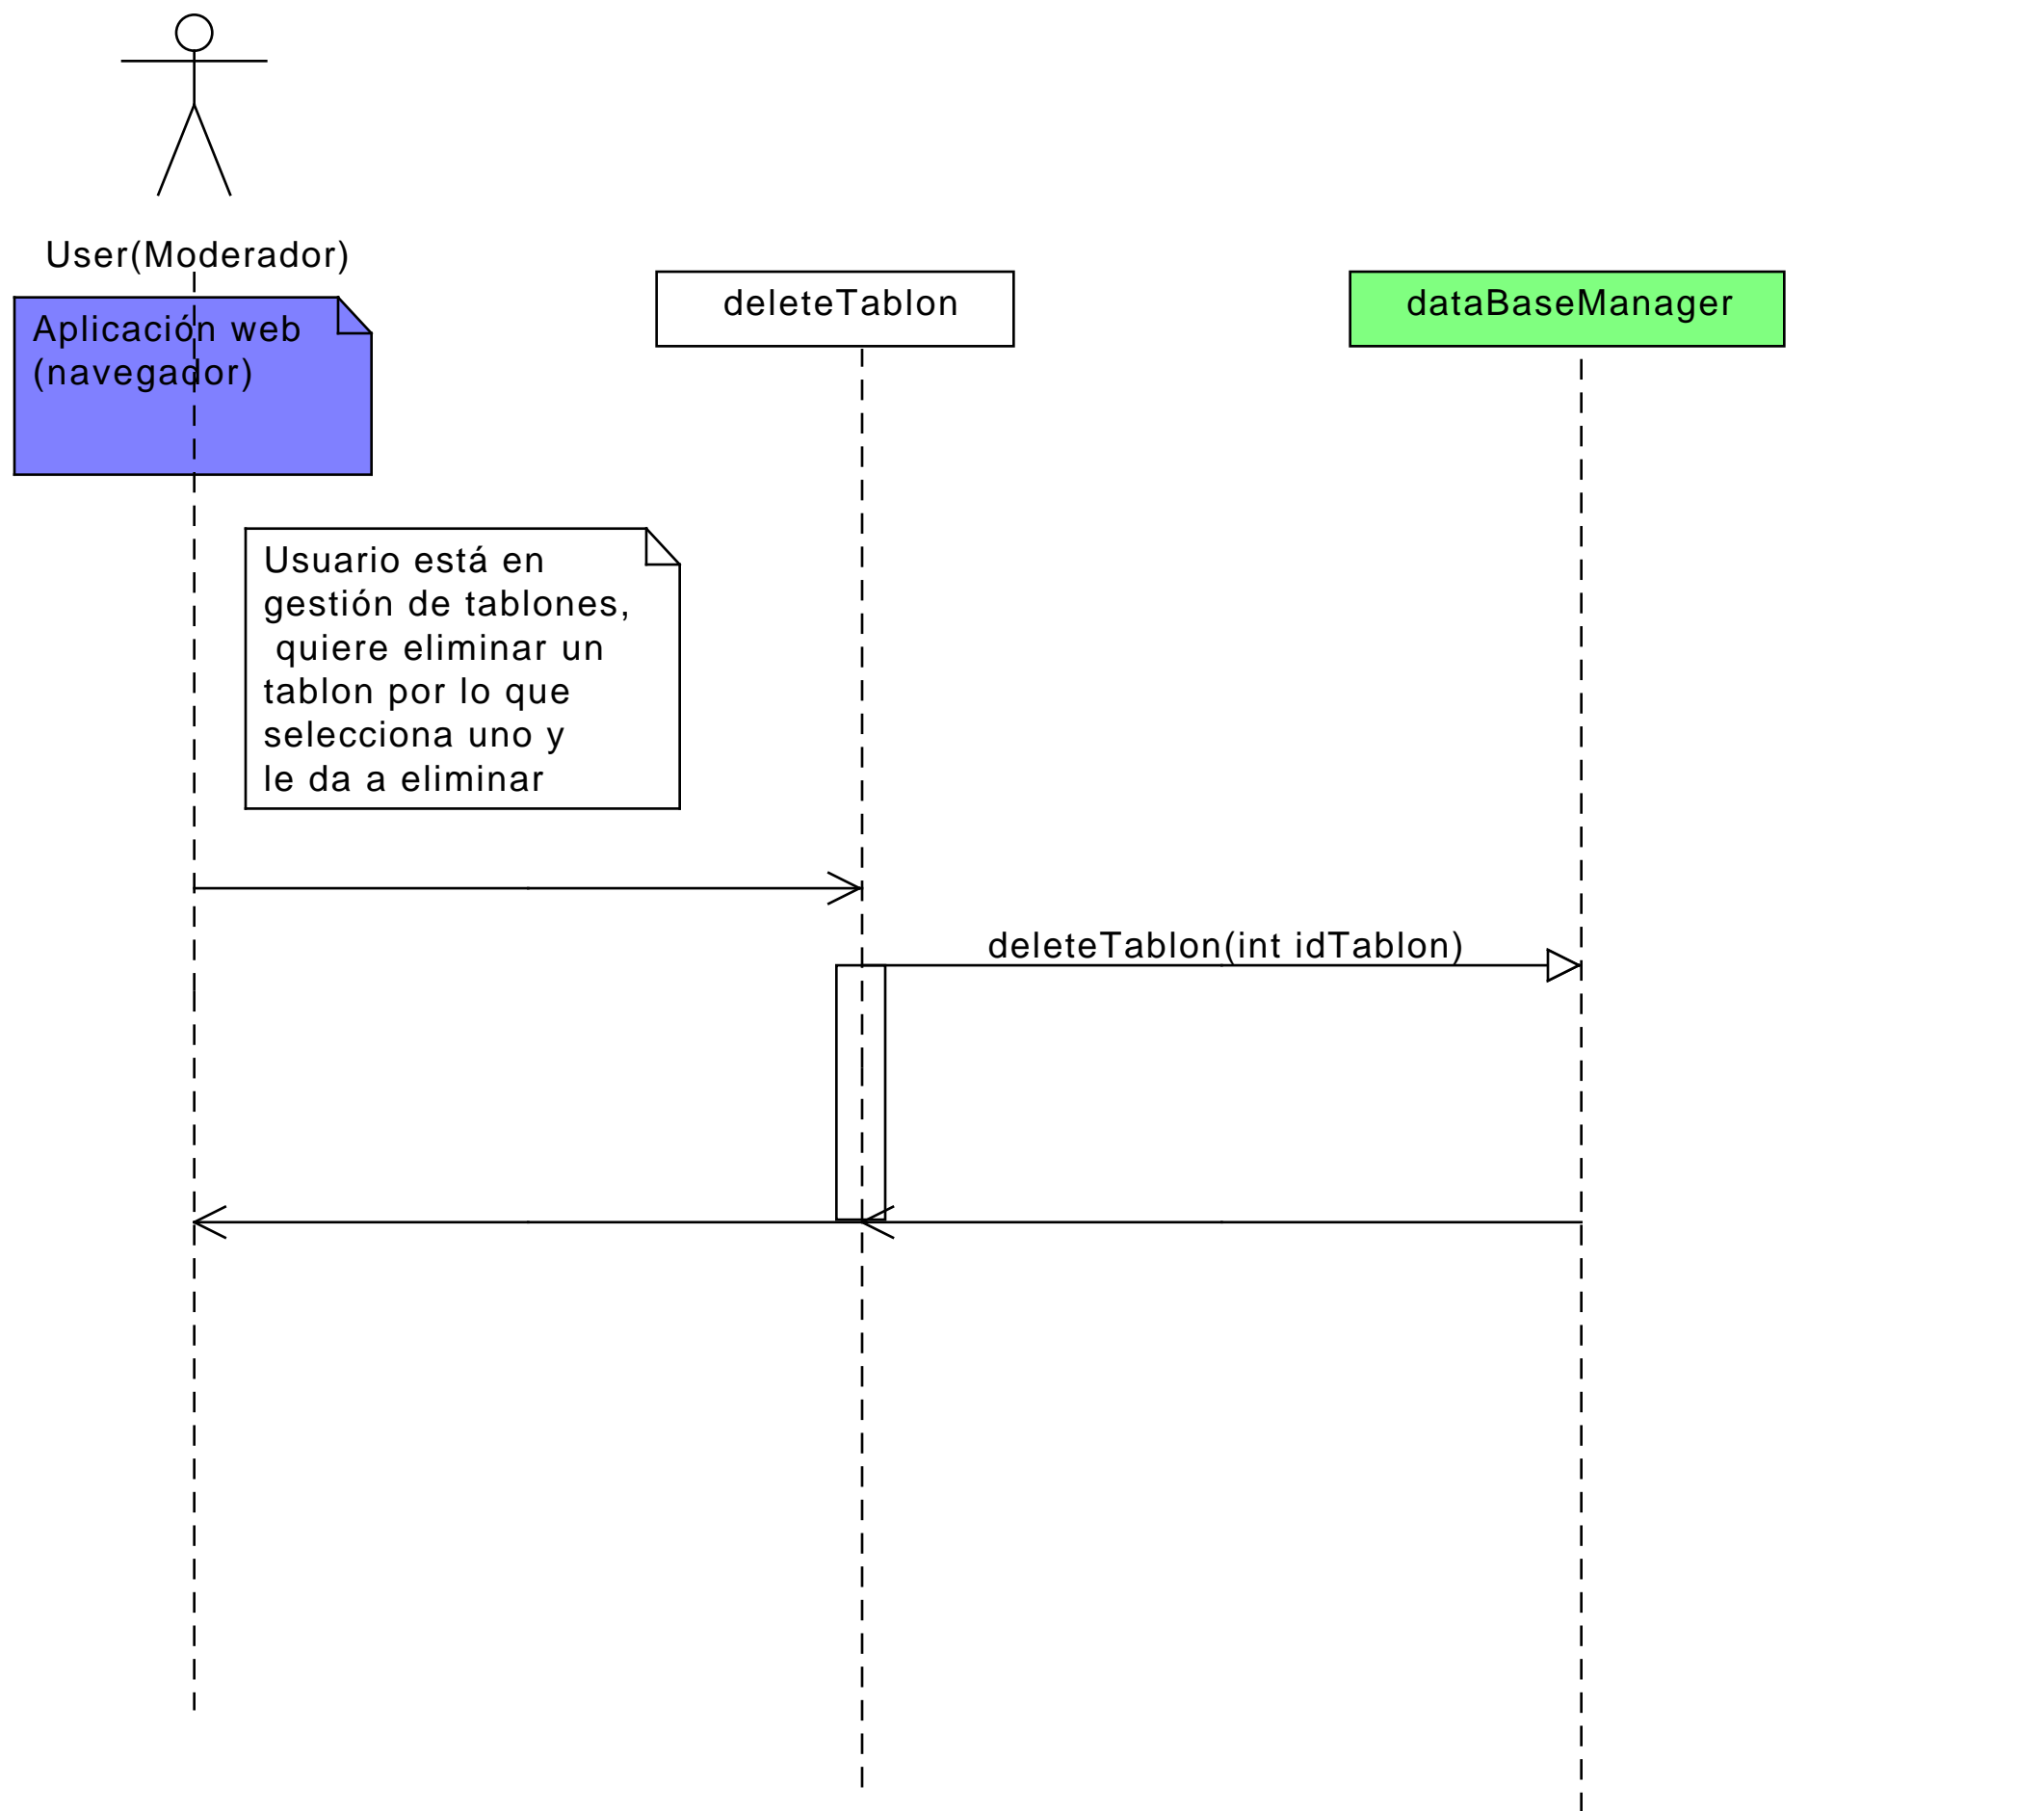 User(Moderador)
Aplicación web
(navegador)
deleteTablon
dataBaseManager
Usuario está en
gestión de tablones,
quiere eliminar un
tablon por lo que
selecciona uno y
le da a eliminar
deleteTablon(int idTablon)